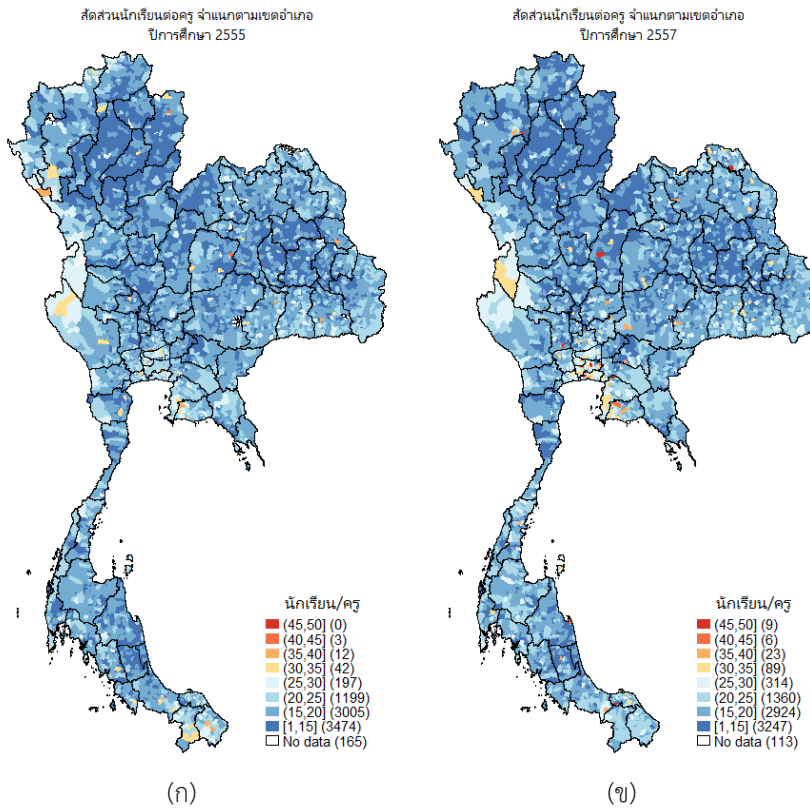 สัดส่วนนักเรียนต่อครู จำแนกตามเขตอำเภอ
ปีการศึกษา 2555
นักเรียน/ครู
(45,50] (0)
(40,45] (3)
(35,40] (12)
(30,35] (42)
(25,30] (197)
(20,25] (1199)
(15,20] (3005)
[1,15] (3474)
No data (165)
(ก)
สัดส่วนนักเรียนต่อครู จำแนกตามเขตอำเภอ
ปีการศึกษา 2557
นักเรียน/ครู
(45,50] (9)
(40,45] (6)
(35,40] (23)
(30,35] (89)
(25,30] (314)
(20,25] (1360)
(15,20] (2924)
[1,15] (3247)
No data (113)
(ข)